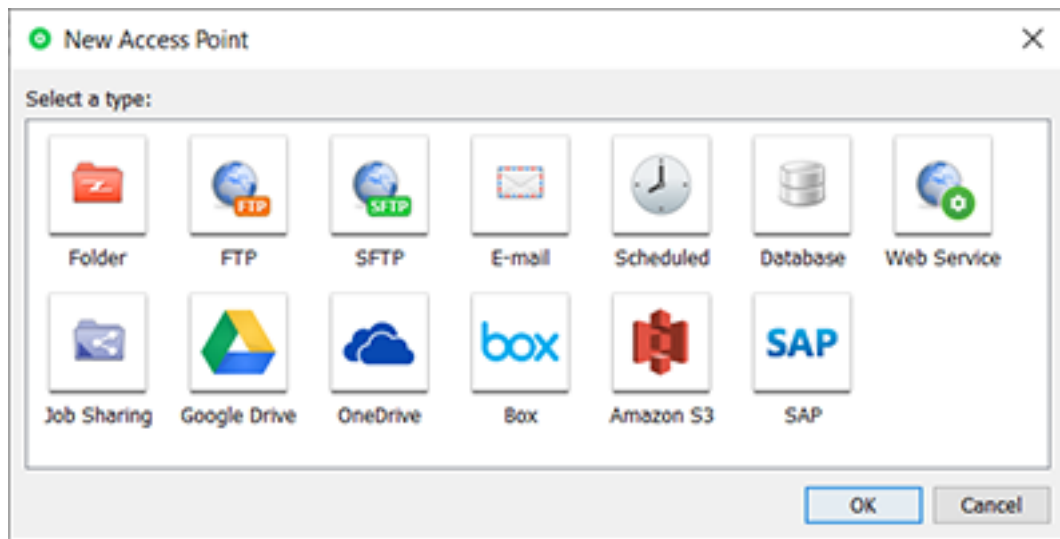 New Access Point
Select a type:
FTP
SFTP
Folder FTP SFTP E-mail Scheduled Database Web Service
box
SAP
Job Sharing Google Drive OneDrive Box Amazon S3 SAP
OK Cancel